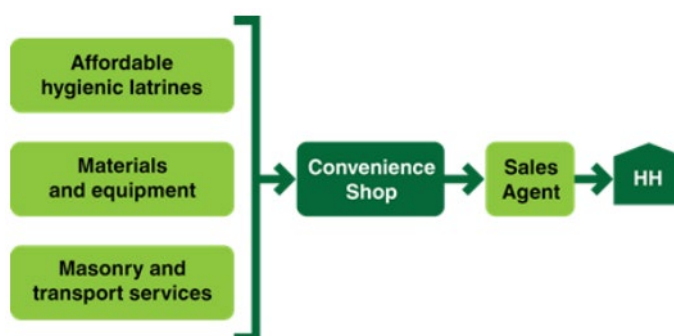 Affordable
hygienic latrines
Materials
and equipment
Masonry and
transport services
Convenience
Shop
Sales
Agent
HH